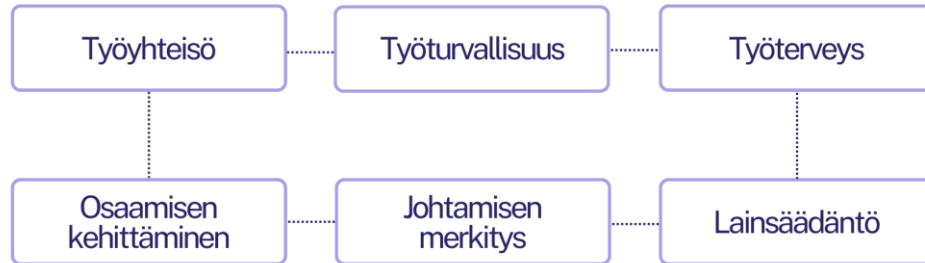 Työyhteisö
Työturvallisuus
Työterveys
Osaamisen
kehittäminen
Johtamisen
merkitys
Lainsäädäntö